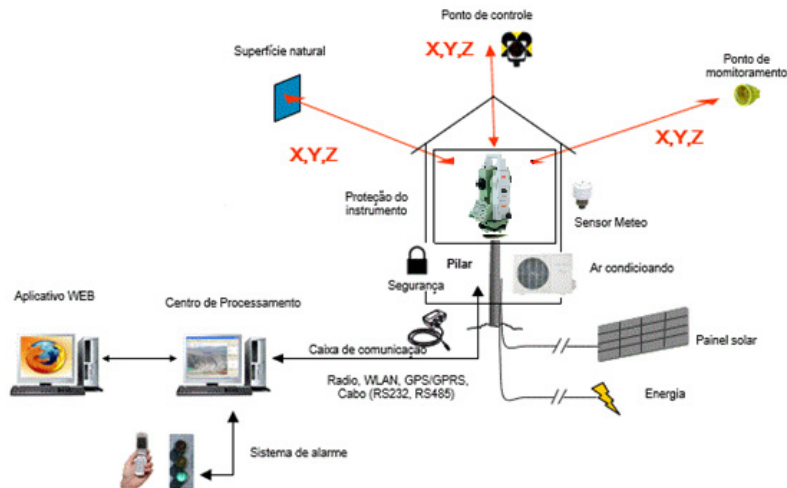 Ponto de controle
X,Y,Z
Superfície natural
Ponto de
momitoramento
X,Y,Z
X,Y,Z
Proteção do
instrumento
Sensor Meteo
Pilar
Segurança
Ar condicioando
Aplicativo WEB
Centro de Processamento
Caixa de comunicação
Painel solar
Radio, WLAN, GPS/GPRS,
Cabo (RS232, RS485)
Energia
Sistema de alarme